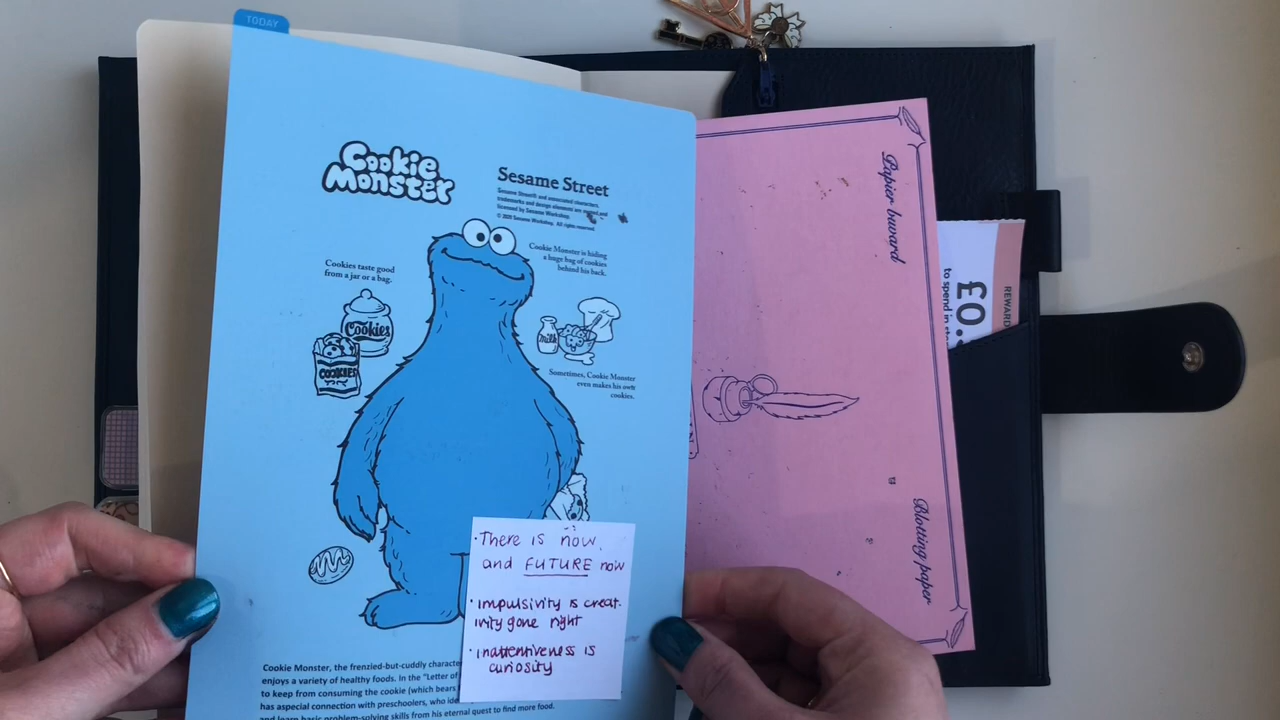 TODAY
Cookie
Monster
Sesame Street
Sesame Street® and associated characters,
trademarks and design element are owned and
licensed by Sesame Workshop.
© 2021 Sesame Workshop. All rights reserved
Cookie Monster is hiding
a huge bag of cookies
behind his back.
Cookies taste good
from a jar or a bag.
Cookies
COOKIES
Milk
Sometimes, Cookie Monster
even makes his own
cookies.
• There is now,
and FUTURE now
• impulsivity is creat-
ivity gone right
• inattentiveness is
curiosity
Cookie Monster, the frenzied-but-cuddly characte
enjoys a variety of healthy foods. In the "Letter of
to keep from consuming the cookie (which bears
has aspecial connection with preschoolers, who ide
and learn basic problem-solving skills from his eternal quest to find more food.
Papier buvard
Blotting paper
REWARD
£0.
to spend in sto